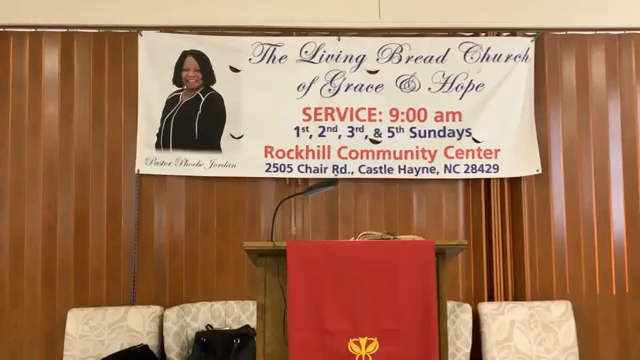 The Living Bread Church
of Grace & Hope
SERVICE: 9:00 am
1st, 2nd, 3rd, & 5th Sundays
Rockhill Community Center
2505 Chair Rd., Castle Hayne, NC 28429
Pastor Phoebe Jordan